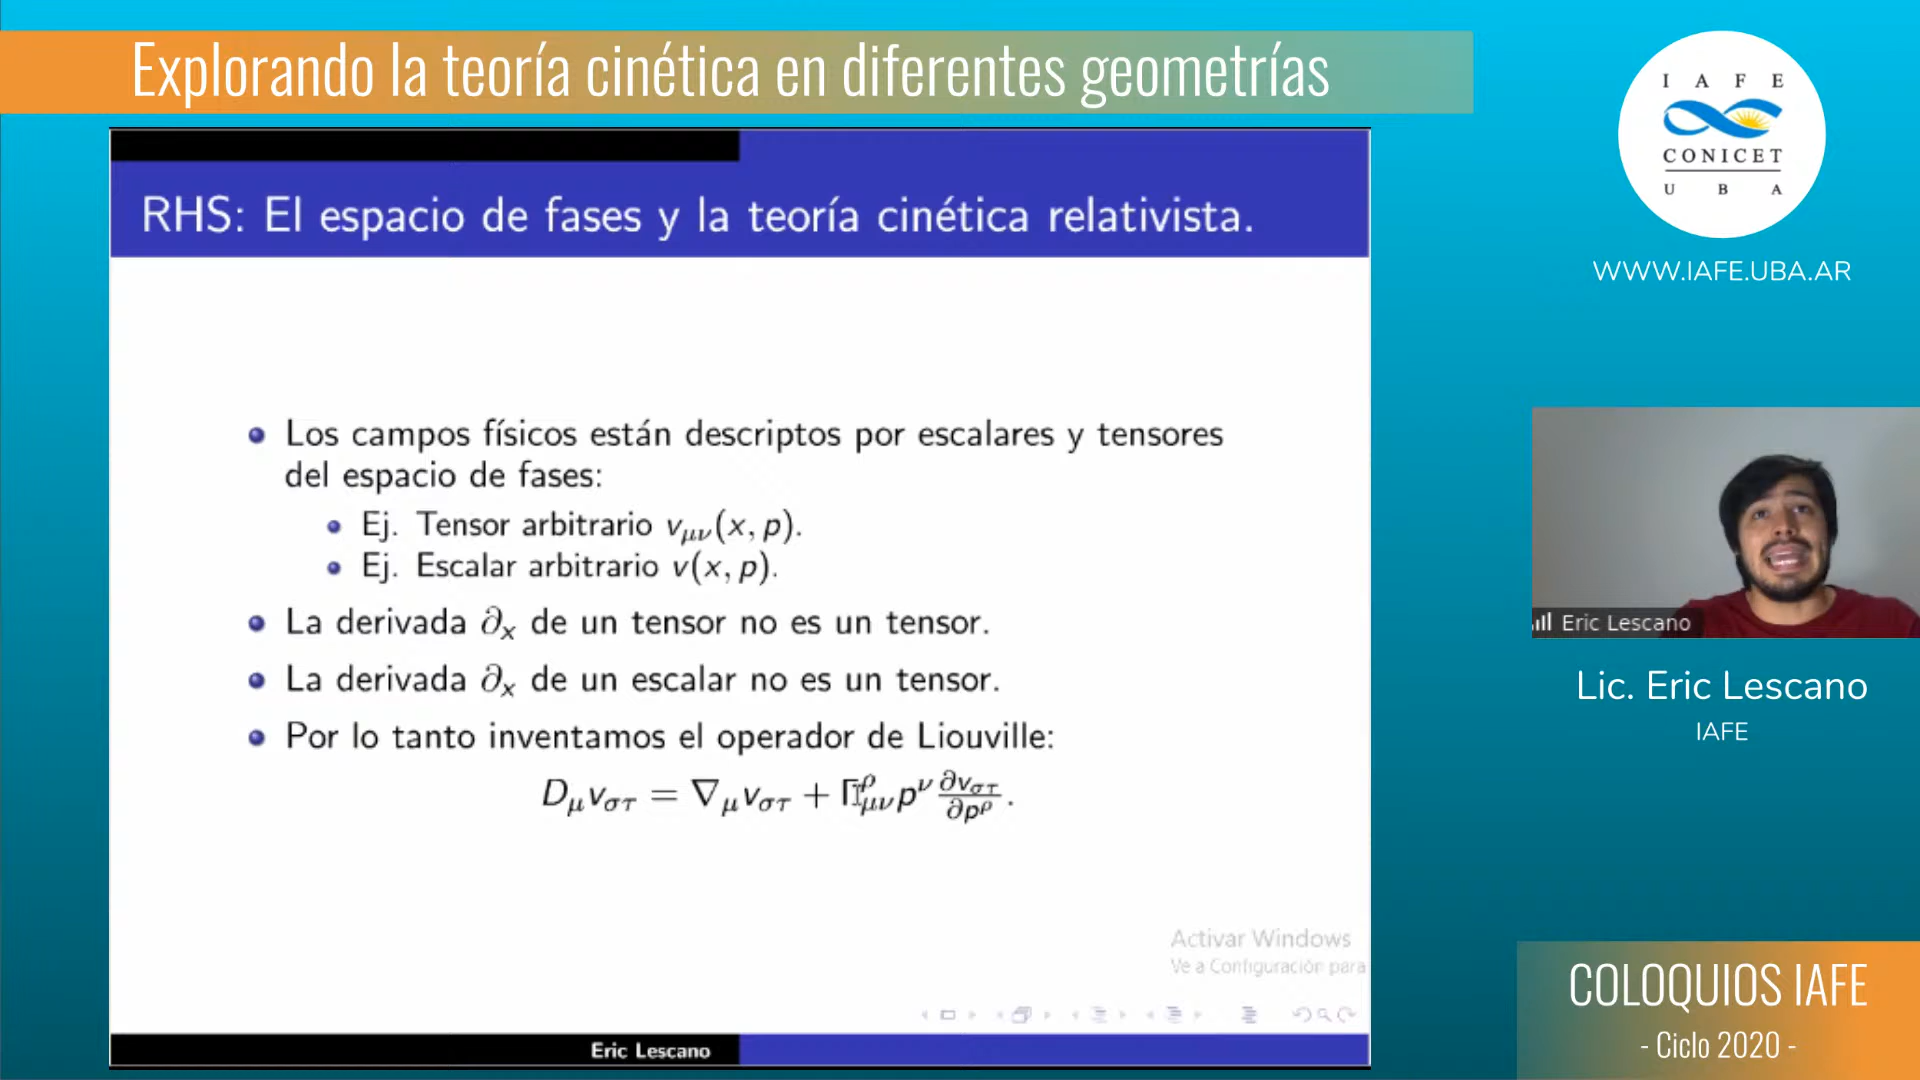 Explorando la teoría cinética en diferentes geometrías
RHS: El espacio de fases y la teoría cinética relativista.
• Los campos físicos están descriptos por escalares y tensores
del espacio de fases:
• Ej. Tensor arbitrario v_{μν}(x, p).
• Ej. Escalar arbitrario v(x, p).
• La derivada ∂_x de un tensor no es un tensor.
• La derivada ∂_x de un escalar no es un tensor.
• Por lo tanto inventamos el operador de Liouville:
D_μ v_{στ} = ∇_μ v_{στ} + Γ^ρ_{μν} p^ν ∂v_{στ}/∂p^ρ.
Activar Windows
Ve a Configuración para
Eric Lescano
I A F E
CONICET
U B A
WWW.IAFE.UBA.AR
Eric Lescano
Lic. Eric Lescano
IAFE
COLOQUIOS IAFE
- Ciclo 2020 -